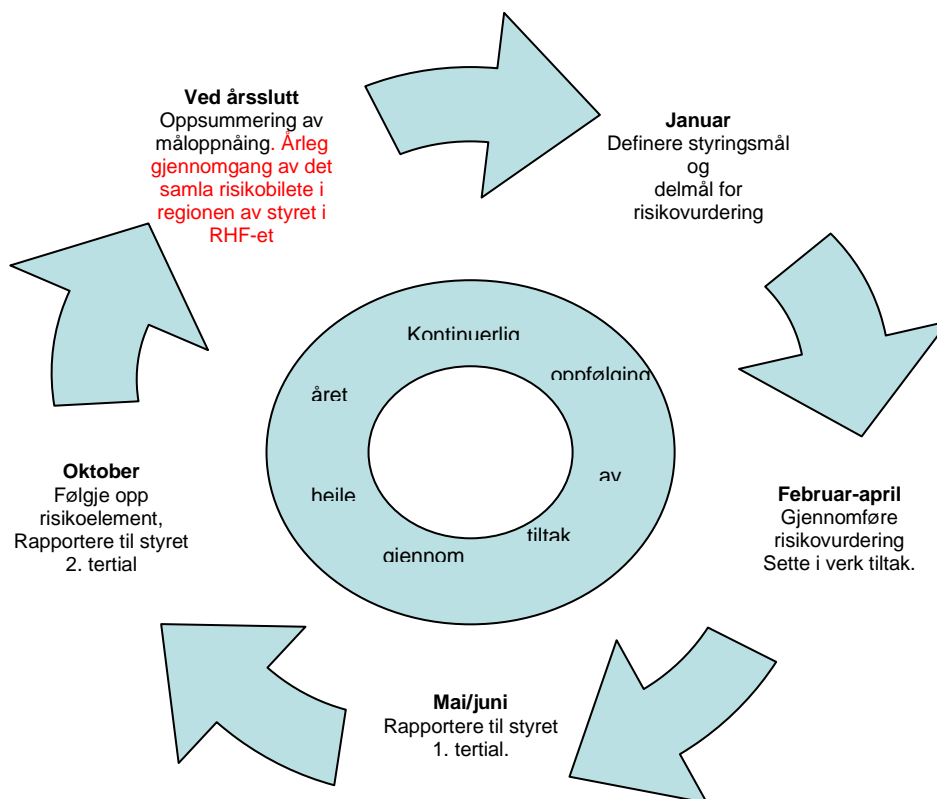 Ved årsslutt
Oppsummering av
måloppnåing. Årleg
gjennomgang av det
samla risikobilete i
regionen av styret i
RHF-et
Januar
Definere styringsmål
og
delmål for
risikovurdering
Februar-april
Gjennomføre
risikovurdering
Sette i verk tiltak.
Mai/juni
Rapportere til styret
1. tertial.
Oktober
Følgje opp
risikoelement,
Rapportere til styret
2. tertial
Kontinuerlig
oppfølging
av
tiltak
gjennom
heile
året